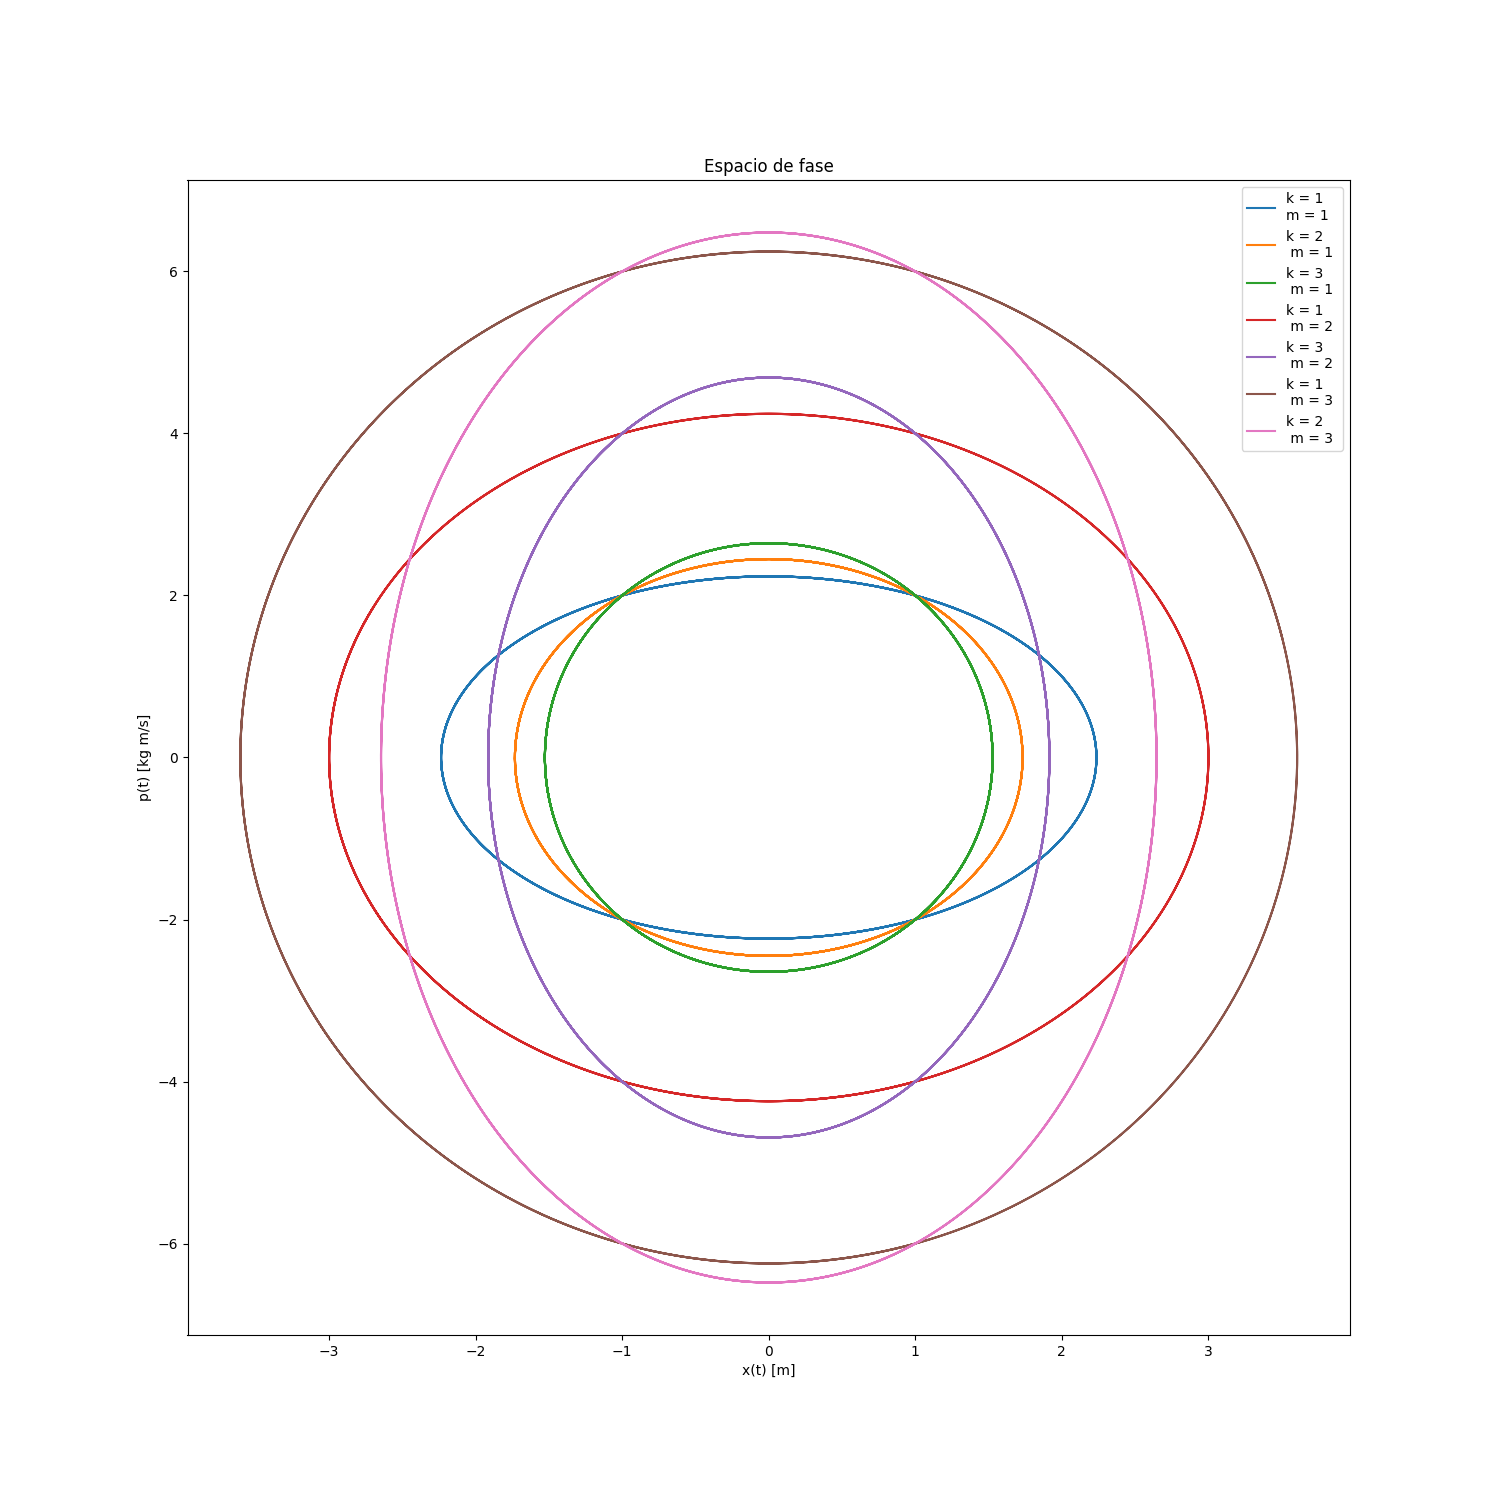 Espacio de fase
k = 1
m = 1
k = 2
m = 1
k = 3
m = 1
k = 1
m = 2
k = 3
m = 2
k = 1
m = 3
k = 2
m = 3
6
4
2
0
−2
−4
−6
p(t) [kg m/s]
−3
−2
−1
0
1
2
3
x(t) [m]